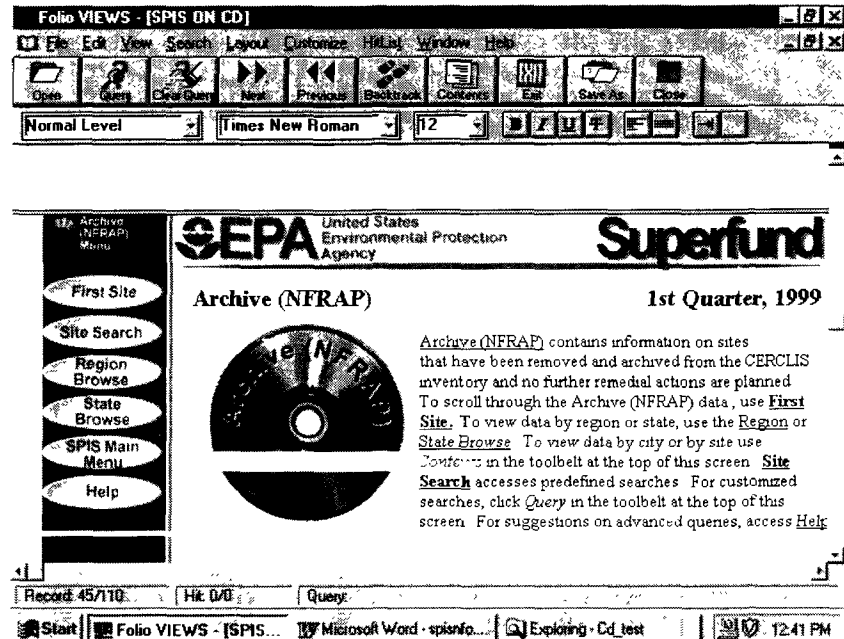 Folio VIEWS - [SPIS ON CD]
File Edit View Search Layout Customize HitList Window Help
Open Query Clear Query Next Previous Backtrack Contents Exit Save As Close
Normal Level Times New Roman 12 B I U
Archive (NFRAP) Menu
EPA United States Environmental Protection Agency
Superfund
First Site
Site Search
Region Browse
State Browse
SPIS Main Menu
Help
Archive (NFRAP) 1st Quarter, 1999
Archive (NFRAP)
Archive (NFRAP) contains information on sites
that have been removed and archived from the CERCLIS
inventory and no further remedial actions are planned
To scroll through the Archive (NFRAP) data , use First
Site. To view data by region or state, use the Region or
State Browse To view data by city or by site use
Contents in the toolbelt at the top of this screen Site
Search accesses predefined searches For customized
searches, click Query in the toolbelt at the top of this
screen For suggestions on advanced queries, access Help
Record: 45/110 Hit: 0/0 Query:
Start Folio VIEWS - [SPIS... Microsoft Word - spisnfo... Exploring - Cd_test 12:41 PM